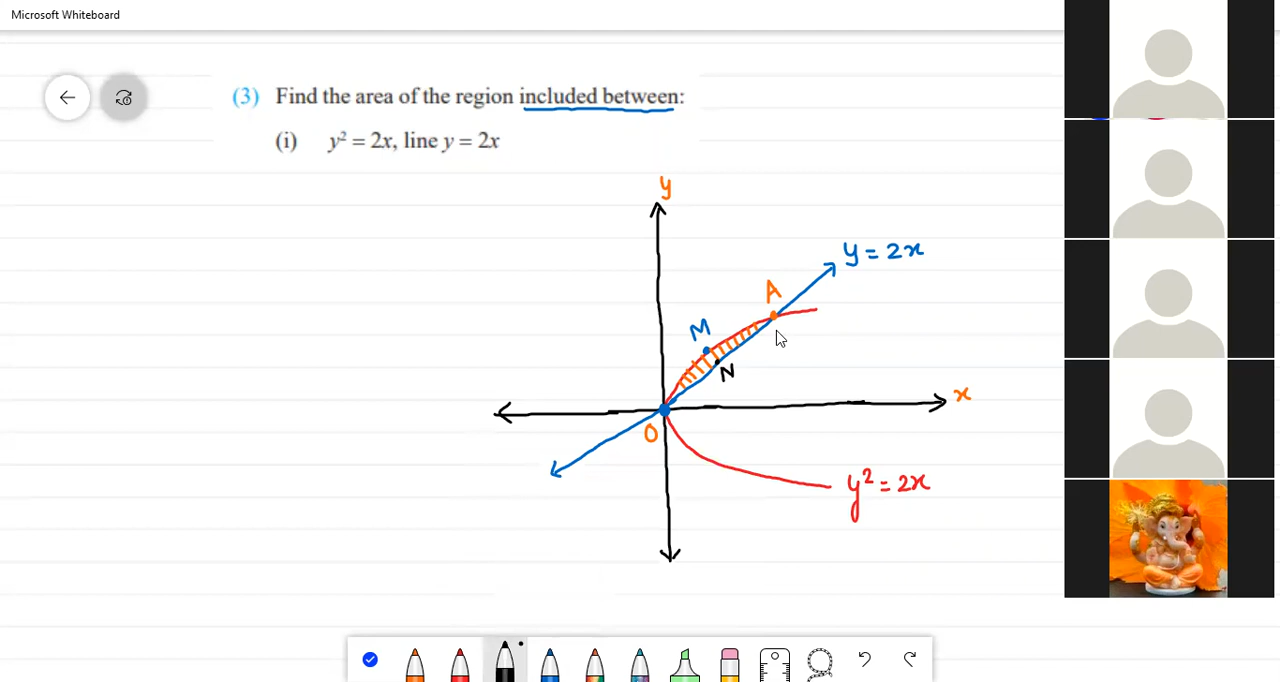 Microsoft Whiteboard
(3) Find the area of the region included between:
(i) y² = 2x, line y = 2x
y
y = 2x
A
M
N
x
O
y² = 2x